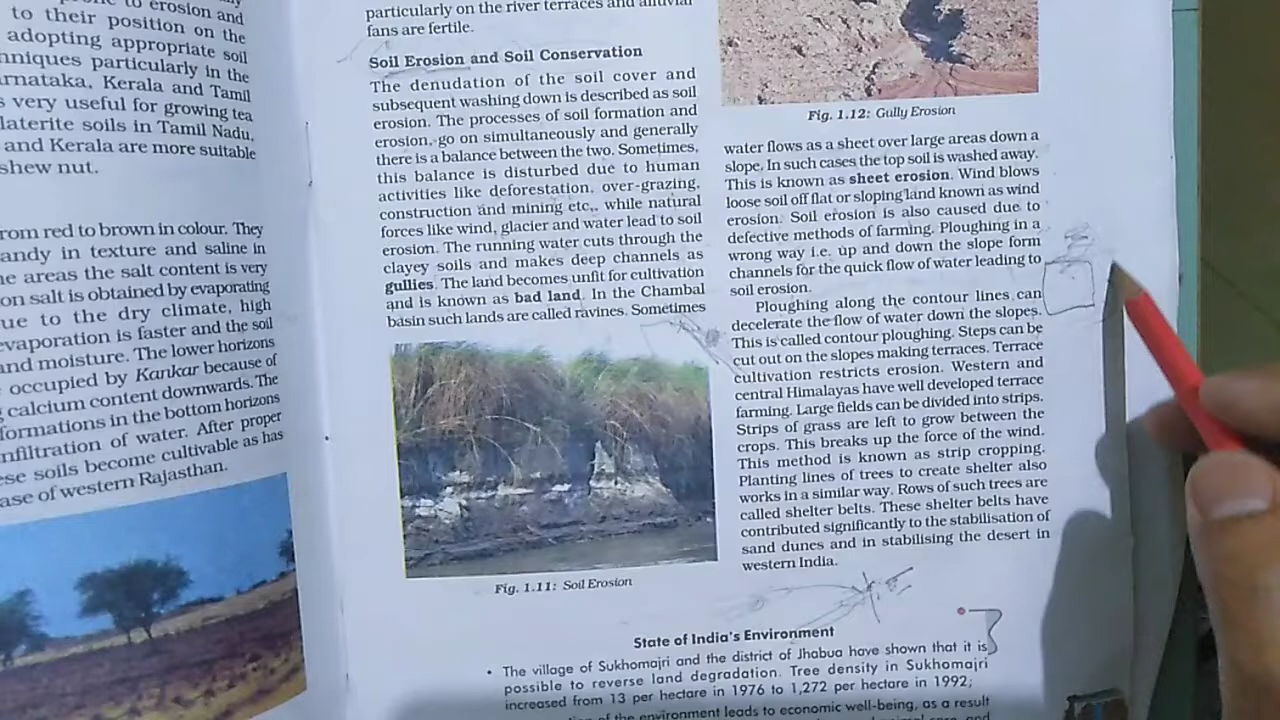 to erosion and
to their position on the
adopting appropriate soil
techniques particularly in the
Karnataka, Kerala and Tamil
s very useful for growing tea
laterite soils in Tamil Nadu,
and Kerala are more suitable
shew nut.
rom red to brown in colour. They
andy in texture and saline in
e areas the salt content is very
on salt is obtained by evaporating
ue to the dry climate, high
evaporation is faster and the soil
and moisture. The lower horizons
occupied by Kankar because of
g calcium content downwards. The
formations in the bottom horizons
nfiltration of water. After proper
ese soils become cultivable as has
ase of western Rajasthan.
particularly on the river terraces and alluvial
fans are fertile.
Soil Erosion and Soil Conservation
The denudation of the soil cover and
subsequent washing down is described as soil
erosion. The processes of soil formation and
erosion, go on simultaneously and generally
there is a balance between the two. Sometimes,
this balance is disturbed due to human
activities like deforestation, over-grazing,
construction and mining etc., while natural
forces like wind, glacier and water lead to soil
erosion. The running water cuts through the
clayey soils and makes deep channels as
gullies. The land becomes unfit for cultivation
and is known as bad land. In the Chambal
basin such lands are called ravines. Sometimes
Fig. 1.11: Soil Erosion
Fig. 1.12: Gully Erosion
water flows as a sheet over large areas down a
slope. In such cases the top soil is washed away.
This is known as sheet erosion. Wind blows
loose soil off flat or sloping land known as wind
erosion. Soil erosion is also caused due to
defective methods of farming. Ploughing in a
wrong way i.e. up and down the slope form
channels for the quick flow of water leading to
soil erosion.
Ploughing along the contour lines can
decelerate the flow of water down the slopes.
This is called contour ploughing. Steps can be
cut out on the slopes making terraces. Terrace
cultivation restricts erosion. Western and
central Himalayas have well developed terrace
farming. Large fields can be divided into strips.
Strips of grass are left to grow between the
crops. This breaks up the force of the wind.
This method is known as strip cropping.
Planting lines of trees to create shelter also
works in a similar way. Rows of such trees are
called shelter belts. These shelter belts have
contributed significantly to the stabilisation of
sand dunes and in stabilising the desert in
western India.
State of India's Environment
• The village of Sukhomajri and the district of Jhabua have shown that it is
possible to reverse land degradation. Tree density in Sukhomajri
increased from 13 per hectare in 1976 to 1,272 per hectare in 1992;
of the environment leads to economic well-being, as a result